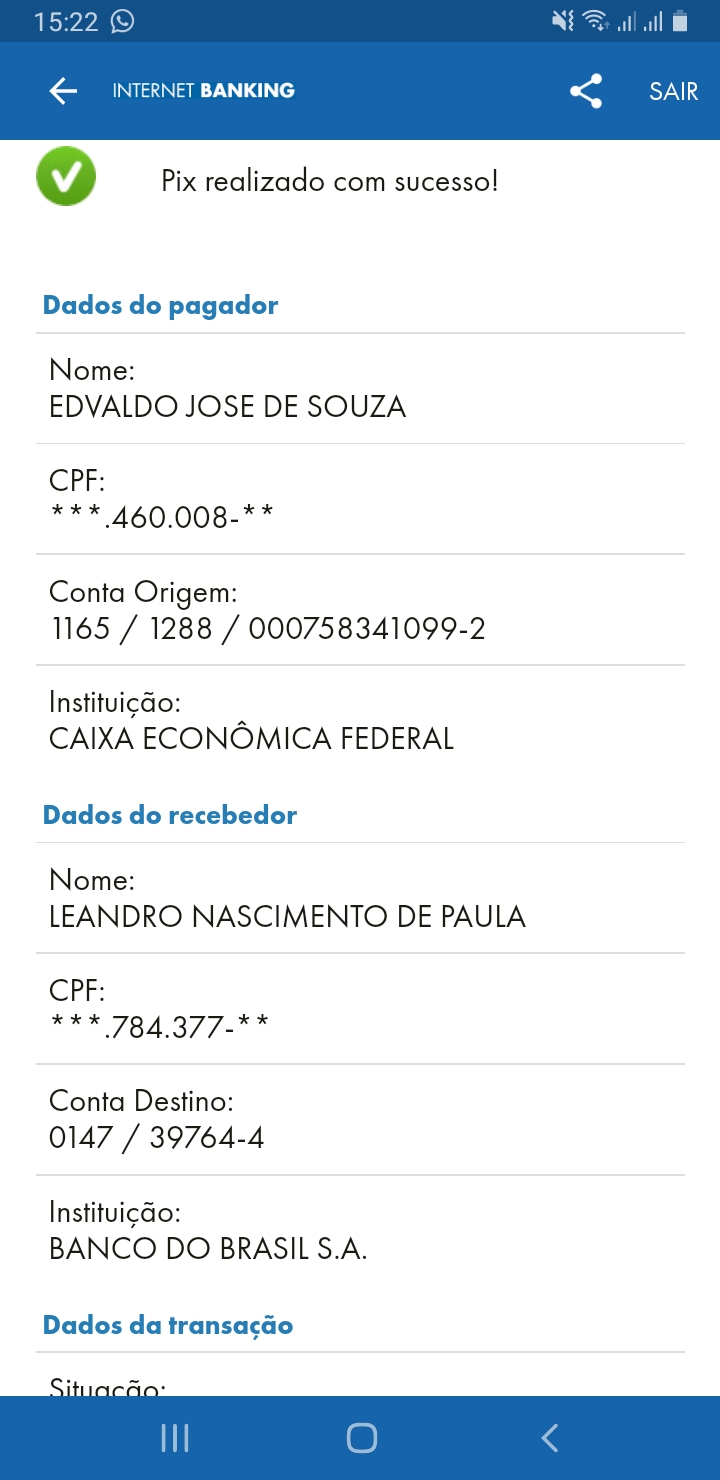 15:22
INTERNET BANKING
SAIR
Pix realizado com sucesso!
Dados do pagador
Nome:
EDVALDO JOSE DE SOUZA
CPF:
***.460.008-**
Conta Origem:
1165 / 1288 / 000758341099-2
Instituição:
CAIXA ECONÔMICA FEDERAL
Dados do recebedor
Nome:
LEANDRO NASCIMENTO DE PAULA
CPF:
***.784.377-**
Conta Destino:
0147 / 39764-4
Instituição:
BANCO DO BRASIL S.A.
Dados da transação
Situação: